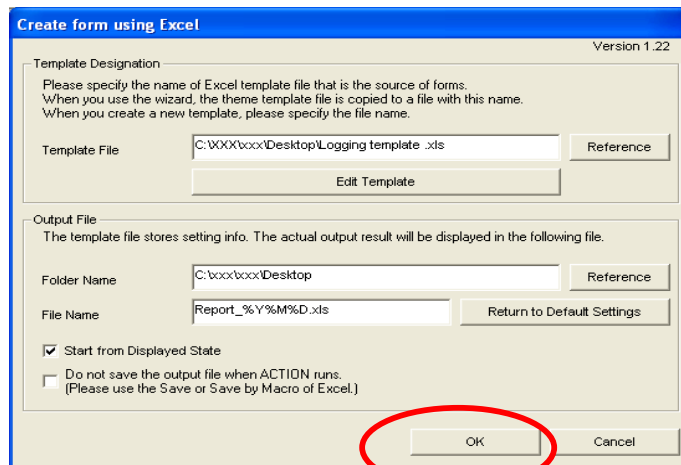 Create form using Excel
Version 1.22
Template Designation
Please specify the name of Excel template file that is the source of forms.
When you use the wizard, the theme template file is copied to a file with this name.
When you create a new template, please specify the file name.
Template File
C:\XXX\xxx\Desktop\Logging template .xls
Reference
Edit Template
Output File
The template file stores setting info. The actual output result will be displayed in the following file.
Folder Name
C:\xxx\xxx\Desktop
Reference
File Name
Report_%Y%M%D.xls
Return to Default Settings
Start from Displayed State
Do not save the output file when ACTION runs.
(Please use the Save or Save by Macro of Excel.)
OK
Cancel